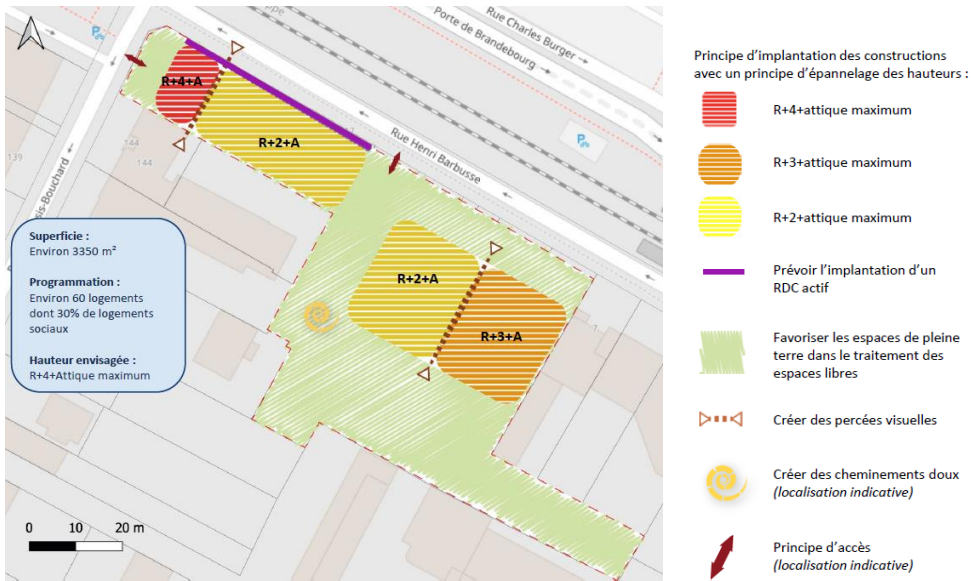 Rue Charles Burger
Porte de Brandebourg
Rue Henri Barbusse
139
144
144
R+4+A
R+2+A
R+2+A
R+3+A
Superficie :
Environ 3350 m²
Programmation :
Environ 60 logements
dont 30% de logements
sociaux
Hauteur envisagée :
R+4+Attique maximum
0 10 20 m
Principe d’implantation des constructions
avec un principe d’épannelage des hauteurs :
R+4+attique maximum
R+3+attique maximum
R+2+attique maximum
Prévoir l’implantation d’un
RDC actif
Favoriser les espaces de pleine
terre dans le traitement des
espaces libres
Créer des percées visuelles
Créer des cheminements doux
(localisation indicative)
Principe d’accès
(localisation indicative)